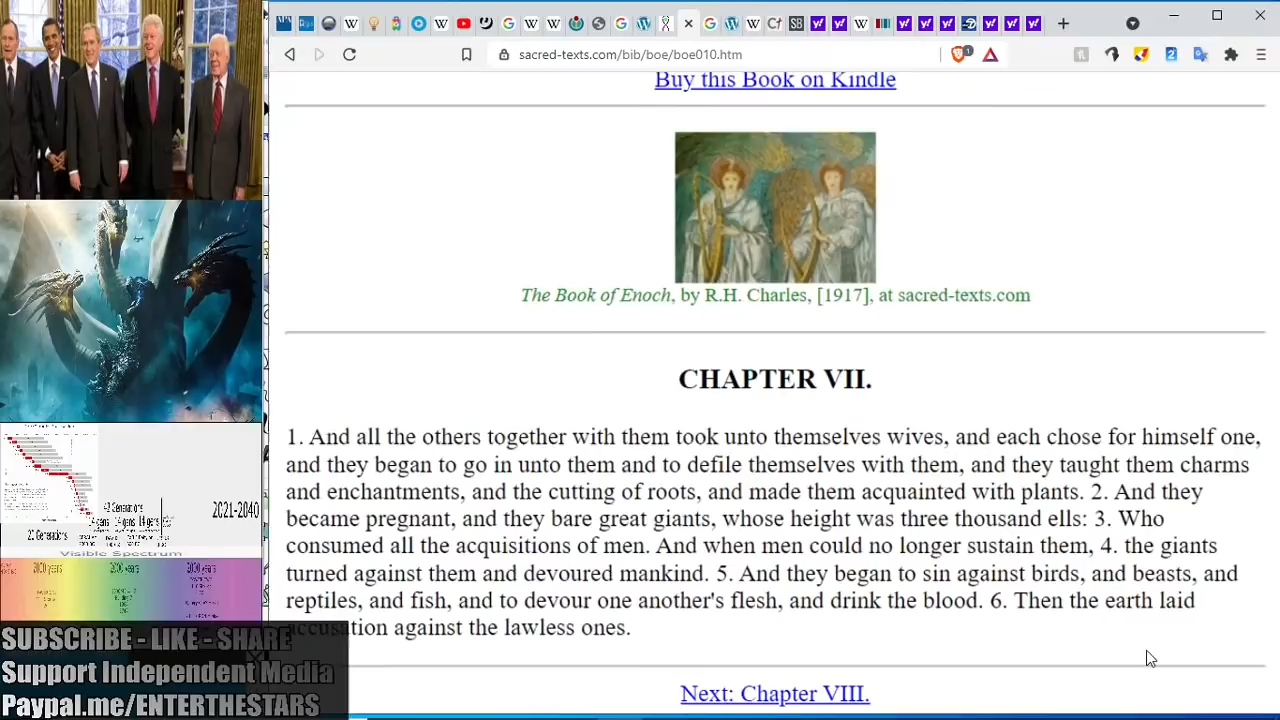 sacred-texts.com/bib/boe/boe010.htm
Buy this Book on Kindle
The Book of Enoch, by R.H. Charles, [1917], at sacred-texts.com
CHAPTER VII.
1. And all the others together with them took unto themselves wives, and each chose for himself one,
and they began to go in unto them and to defile themselves with them, and they taught them charms
and enchantments, and the cutting of roots, and made them acquainted with plants. 2. And they
became pregnant, and they bare great giants, whose height was three thousand ells: 3. Who
consumed all the acquisitions of men. And when men could no longer sustain them, 4. the giants
turned against them and devoured mankind. 5. And they began to sin against birds, and beasts, and
reptiles, and fish, and to devour one another's flesh, and drink the blood. 6. Then the earth laid
accusation against the lawless ones.
Next: Chapter VIII.
2021-2040
Visible Spectrum
SUBSCRIBE - LIKE - SHARE
Support Independent Media
Paypal.me/ENTERTHESTARS